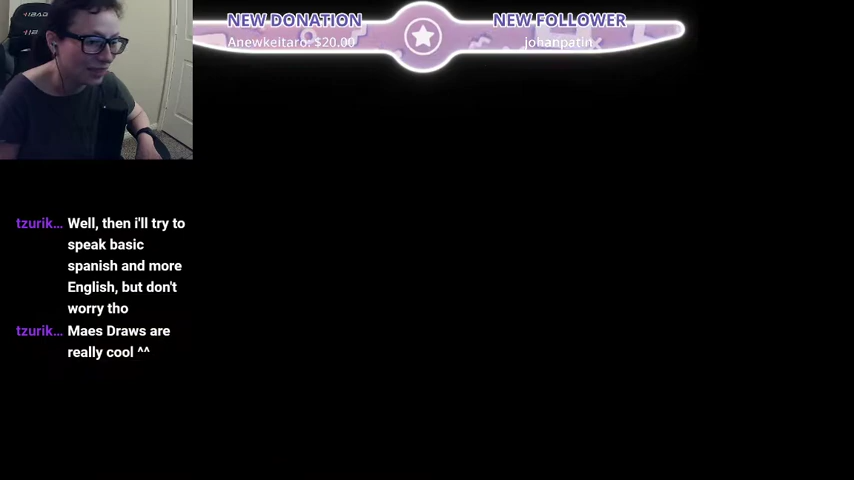 NEW DONATION
NEW FOLLOWER
Anewkeitaro: $20.00
johanpatin
tzurik... Well, then i'll try to
speak basic
spanish and more
English, but don't
worry tho
tzurik... Maes Draws are
really cool ^^